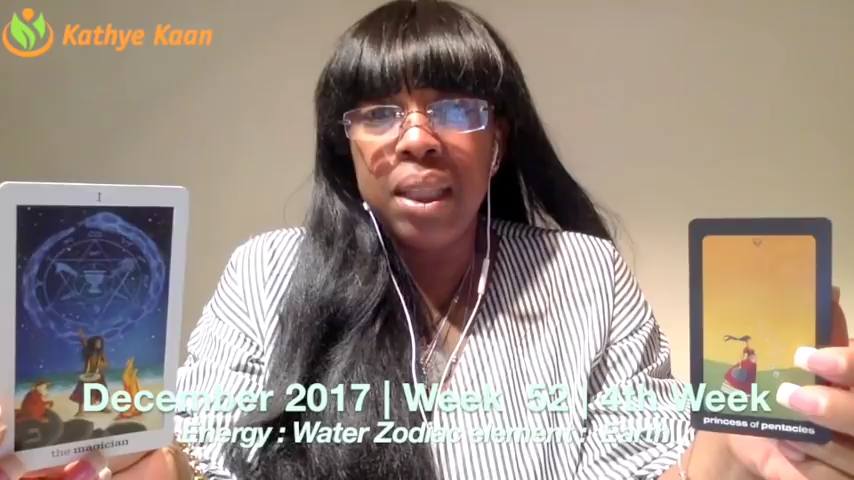 Kathye Kaan
I
the magician
princess of pentacles
December 2017 | Week 52 | 4th Week
Energy : Water Zodiac element : Earth